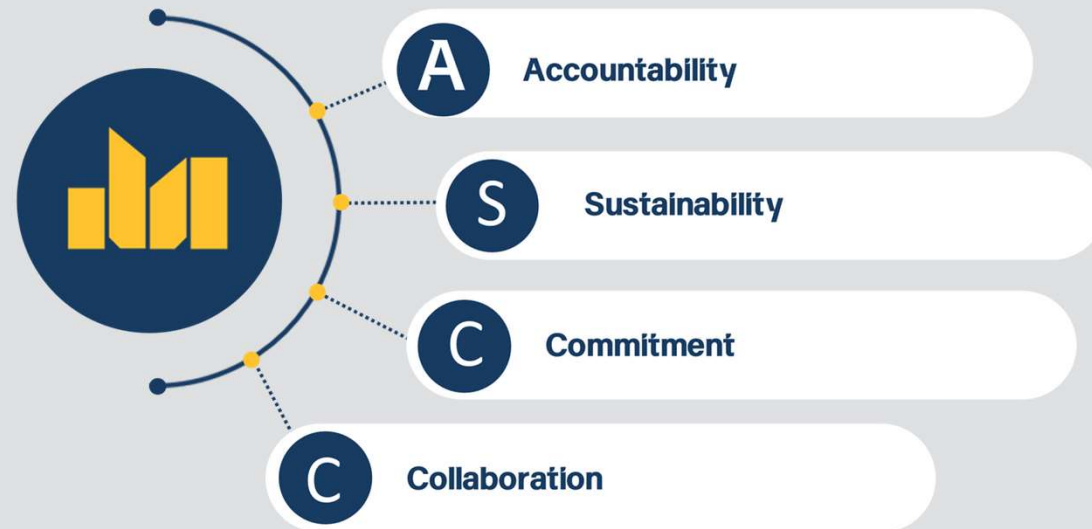 A Accountability
S Sustainability
C Commitment
C Collaboration